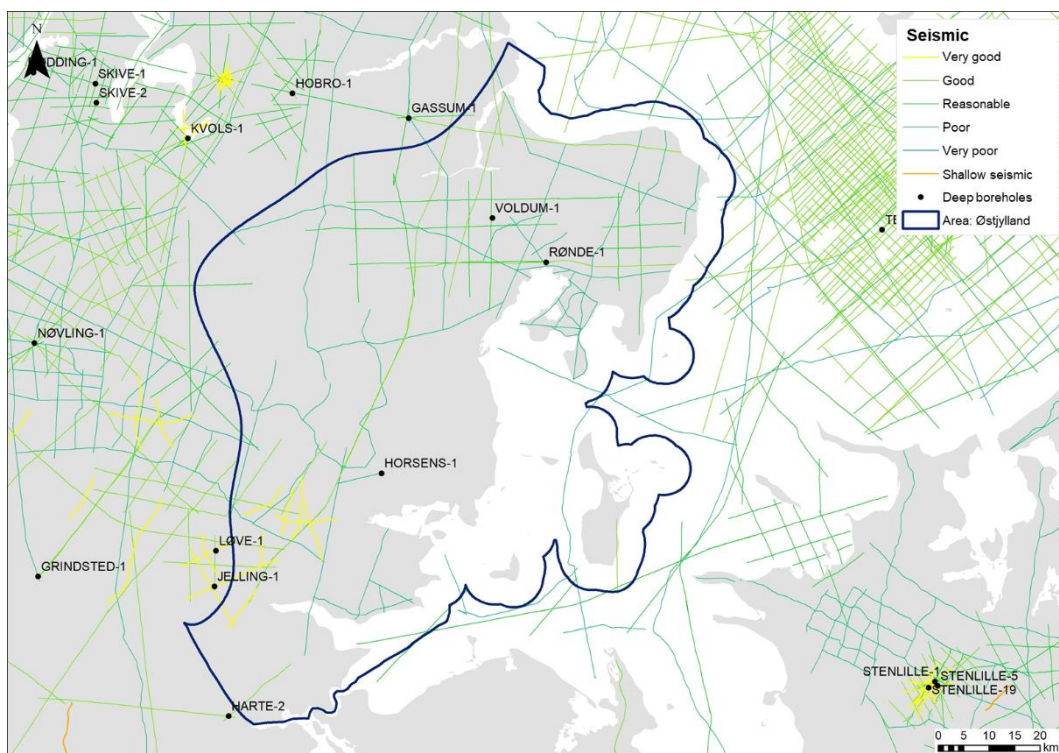 N
SKIVE-1
SKIVE-2
KVOLS-1
HOBRO-1
GASSUM-1
VOLDUM-1
RØNDE-1
NØVLING-1
HORSENS-1
LØVE-1
JELLING-1
GRINDSTED-1
HARTE-2
STENLILLE-1
STENLILLE-5
STENLILLE-19
Seismic
Very good
Good
Reasonable
Poor
Very poor
Shallow seismic
Deep boreholes
Area: Østjylland
0 5 10 15 20
km